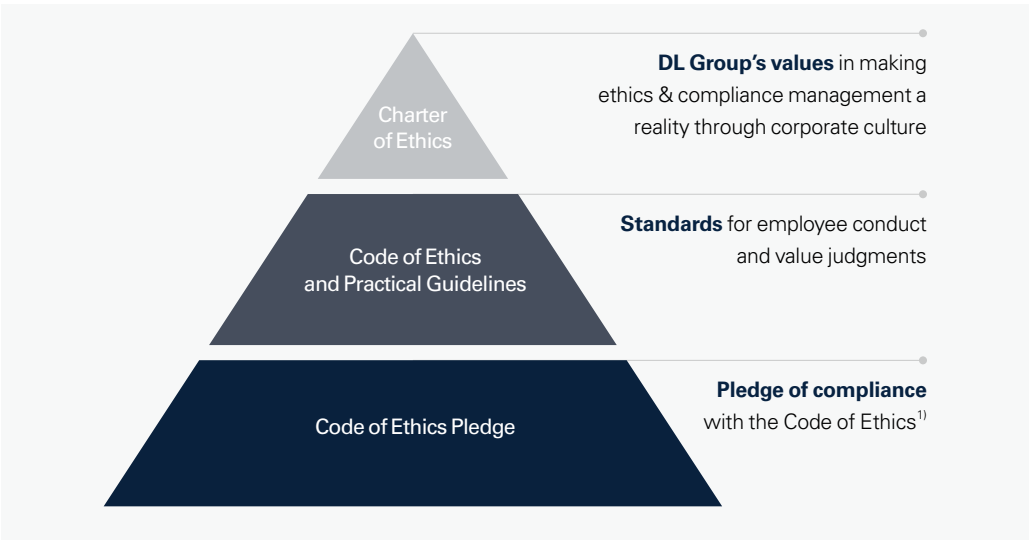 Charter
of Ethics
DL Group’s values in making
ethics & compliance management a
reality through corporate culture
Code of Ethics
and Practical Guidelines
Standards for employee conduct
and value judgments
Code of Ethics Pledge
Pledge of compliance
with the Code of Ethics1)